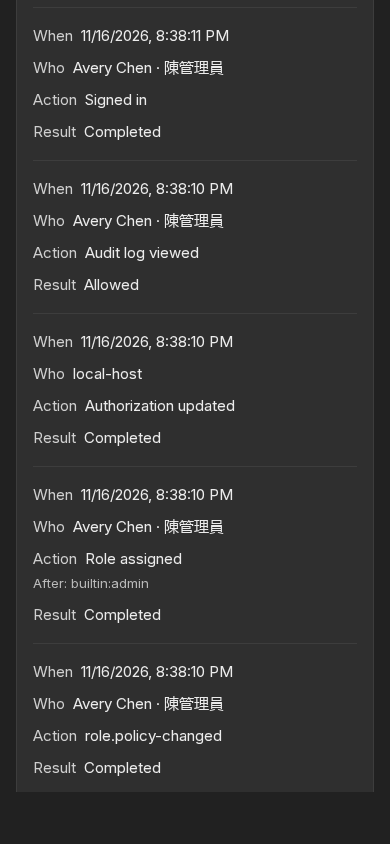 When 11/16/2026, 8:38:11 PM
Who Avery Chen · 陳管理員
Action Signed in
Result Completed
When 11/16/2026, 8:38:10 PM
Who Avery Chen · 陳管理員
Action Audit log viewed
Result Allowed
When 11/16/2026, 8:38:10 PM
Who local-host
Action Authorization updated
Result Completed
When 11/16/2026, 8:38:10 PM
Who Avery Chen · 陳管理員
Action Role assigned
After: builtin:admin
Result Completed
When 11/16/2026, 8:38:10 PM
Who Avery Chen · 陳管理員
Action role.policy-changed
Result Completed